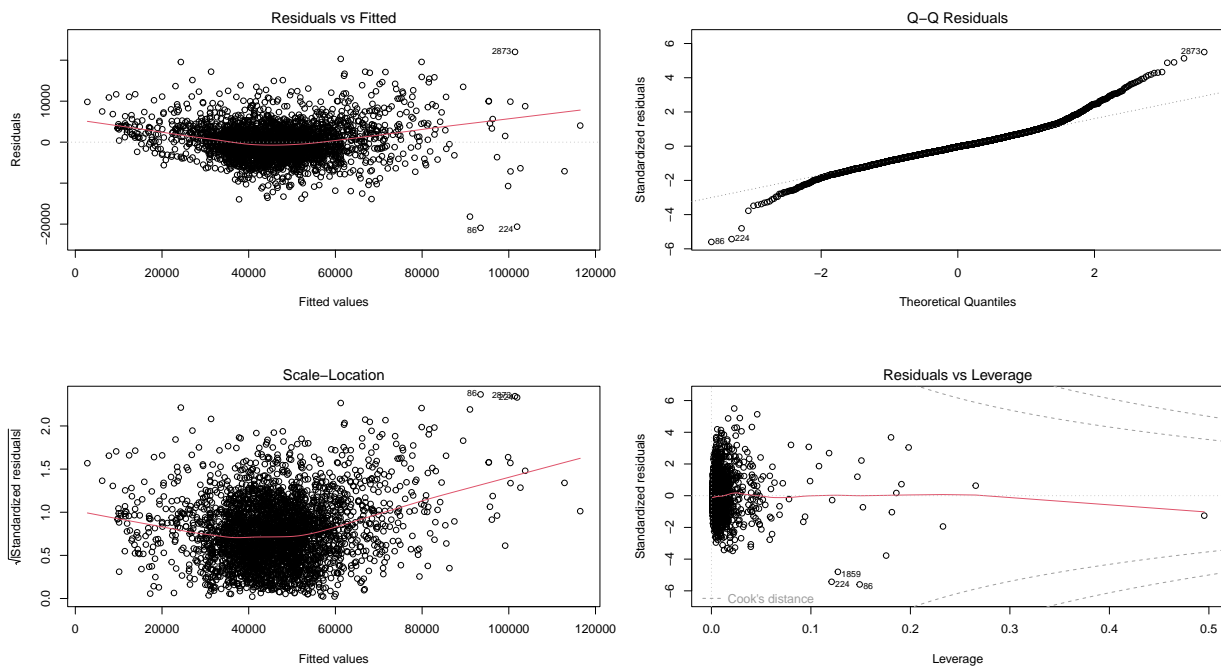 Residuals vs Fitted
Residuals
-20000 0 10000
2873
86
224
0 20000 40000 60000 80000 100000 120000
Fitted values
Q−Q Residuals
Standardized residuals
-6 -4 -2 0 2 4 6
2873
86
224
−2 0 2
Theoretical Quantiles
Scale−Location
√|Standardized residuals|
0.0 0.5 1.0 1.5 2.0
86
2873
224
0 20000 40000 60000 80000 100000 120000
Fitted values
Residuals vs Leverage
Standardized residuals
-6 -4 -2 0 2 4 6
1859
224
86
Cook's distance
0.0 0.1 0.2 0.3 0.4 0.5
Leverage